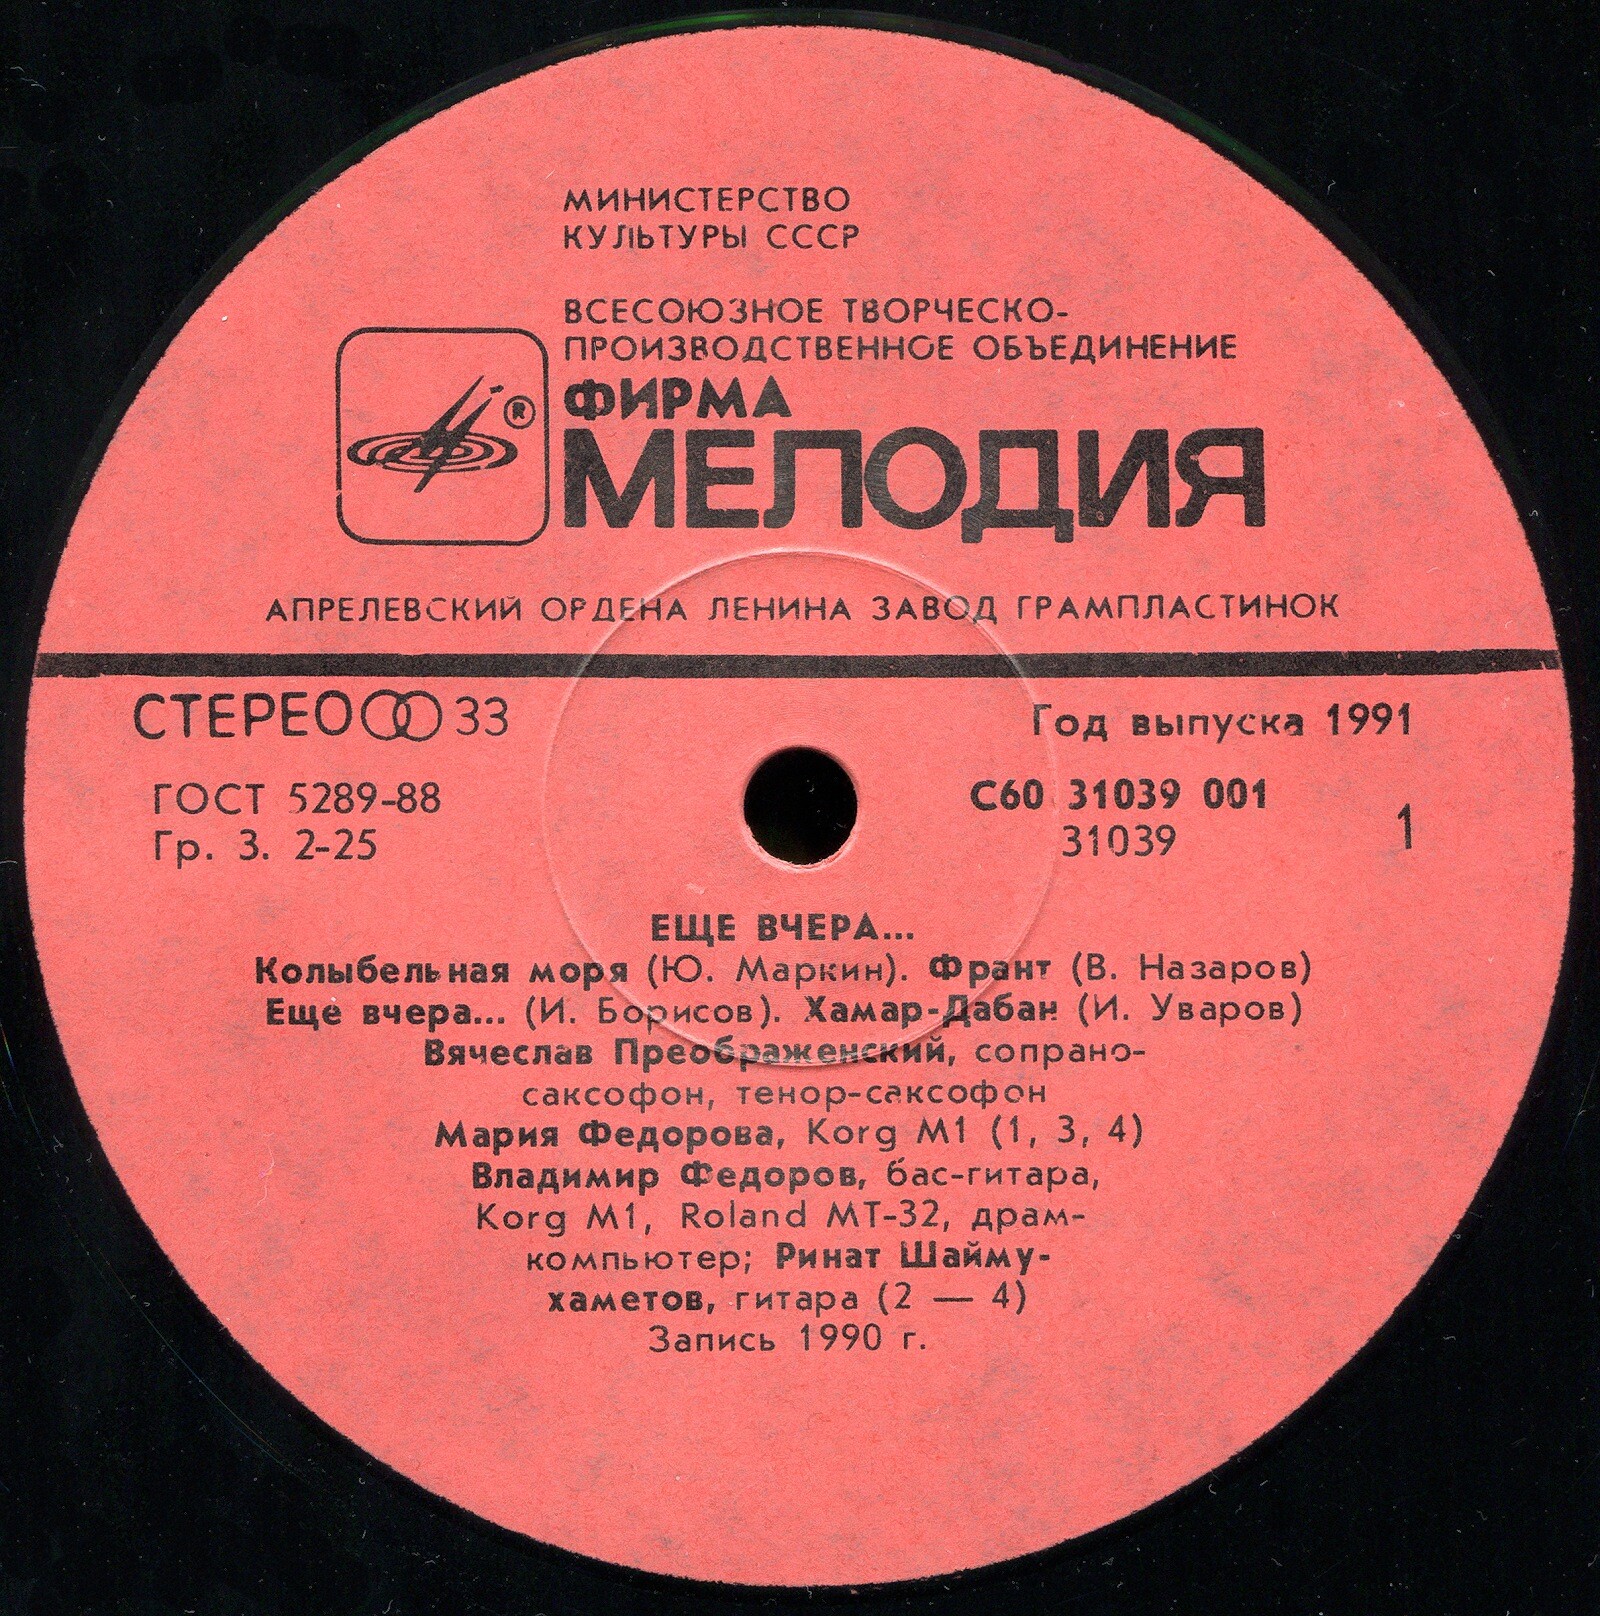 МИНИСТЕРСТВО
КУЛЬТУРЫ СССР
ВСЕСОЮЗНОЕ ТВОРЧЕСКО-
ПРОИЗВОДСТВЕННОЕ ОБЪЕДИНЕНИЕ
ФИРМА
®
МЕЛОДИЯ
АПРЕЛЕВСКИЙ ОРДЕНА ЛЕНИНА ЗАВОД ГРАМПЛАСТИНОК
СТЕРЕО 33
Год выпуска 1991
ГОСТ 5289-88
С60 31039 001
Гр. 3. 2-25
31039
1
ЕЩЕ ВЧЕРА...
Колыбельная моря (Ю. Маркин). Франт (В. Назаров)
Еще вчера... (И. Борисов). Хамар-Дабан (И. Уваров)
Вячеслав Преображенский, сопрано-
саксофон, тенор-саксофон
Мария Федорова, Korg M1 (1, 3, 4)
Владимир Федоров, бас-гитара,
Korg M1, Roland MT-32, драм-
компьютер; Ринат Шайму-
хаметов, гитара (2 — 4)
Запись 1990 г.